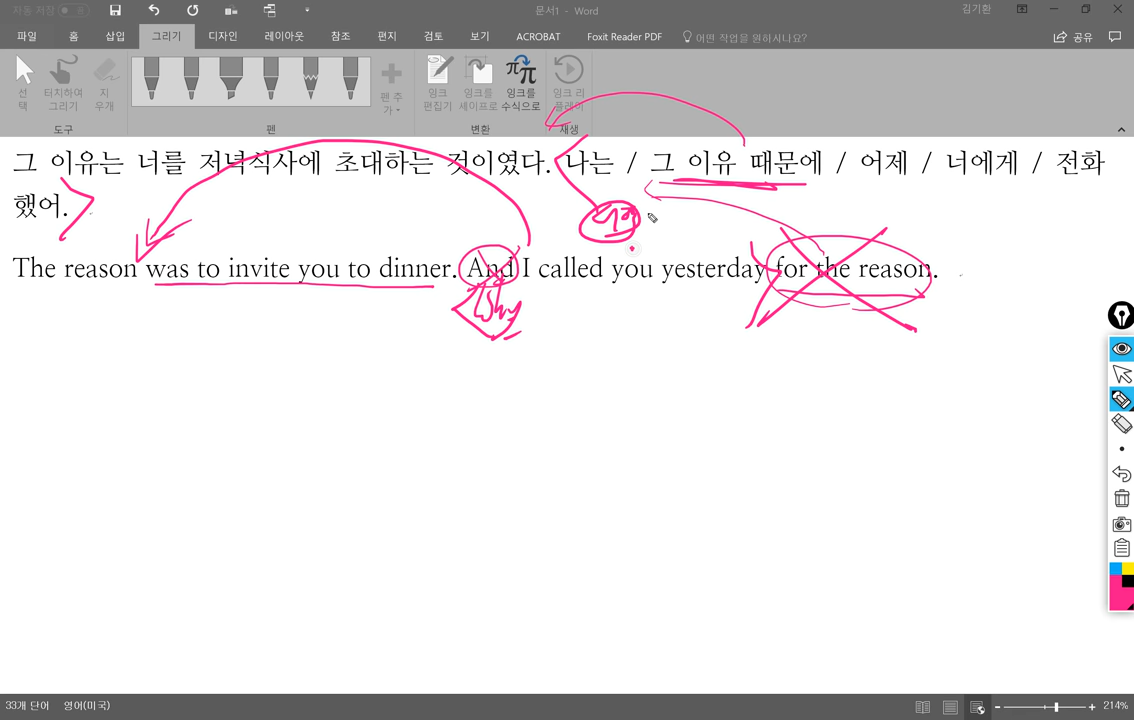 자동 저장
문서1 - Word
김기환
파일 홈 삽입 그리기 디자인 레이아웃 참조 편지 검토 보기 ACROBAT Foxit Reader PDF 어떤 작업을 원하시나요? 공유
선택 터치하여 그리기 지우개
펜 추가
잉크 편집기 잉크를 셰이프로 잉크를 수식으로 잉크 리플레이
도구 펜 변환 재생
그 이유는 너를 저녁식사에 초대하는 것이였다. 나는 / 그 이유 때문에 / 어제 / 너에게 / 전화
했어.
The reason was to invite you to dinner. And I called you yesterday for the reason.
Why
33개 단어 영어(미국) 214%